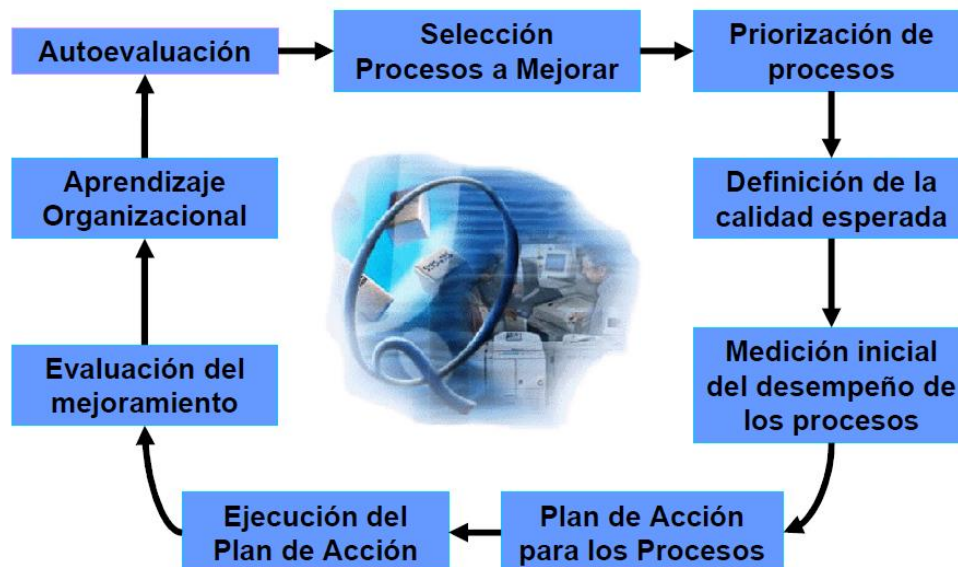 Autoevaluación
Selección
Procesos a Mejorar
Priorización de
procesos
Definición de la
calidad esperada
Medición inicial
del desempeño de
los procesos
Plan de Acción
para los Procesos
Ejecución del
Plan de Acción
Evaluación del
mejoramiento
Aprendizaje
Organizacional